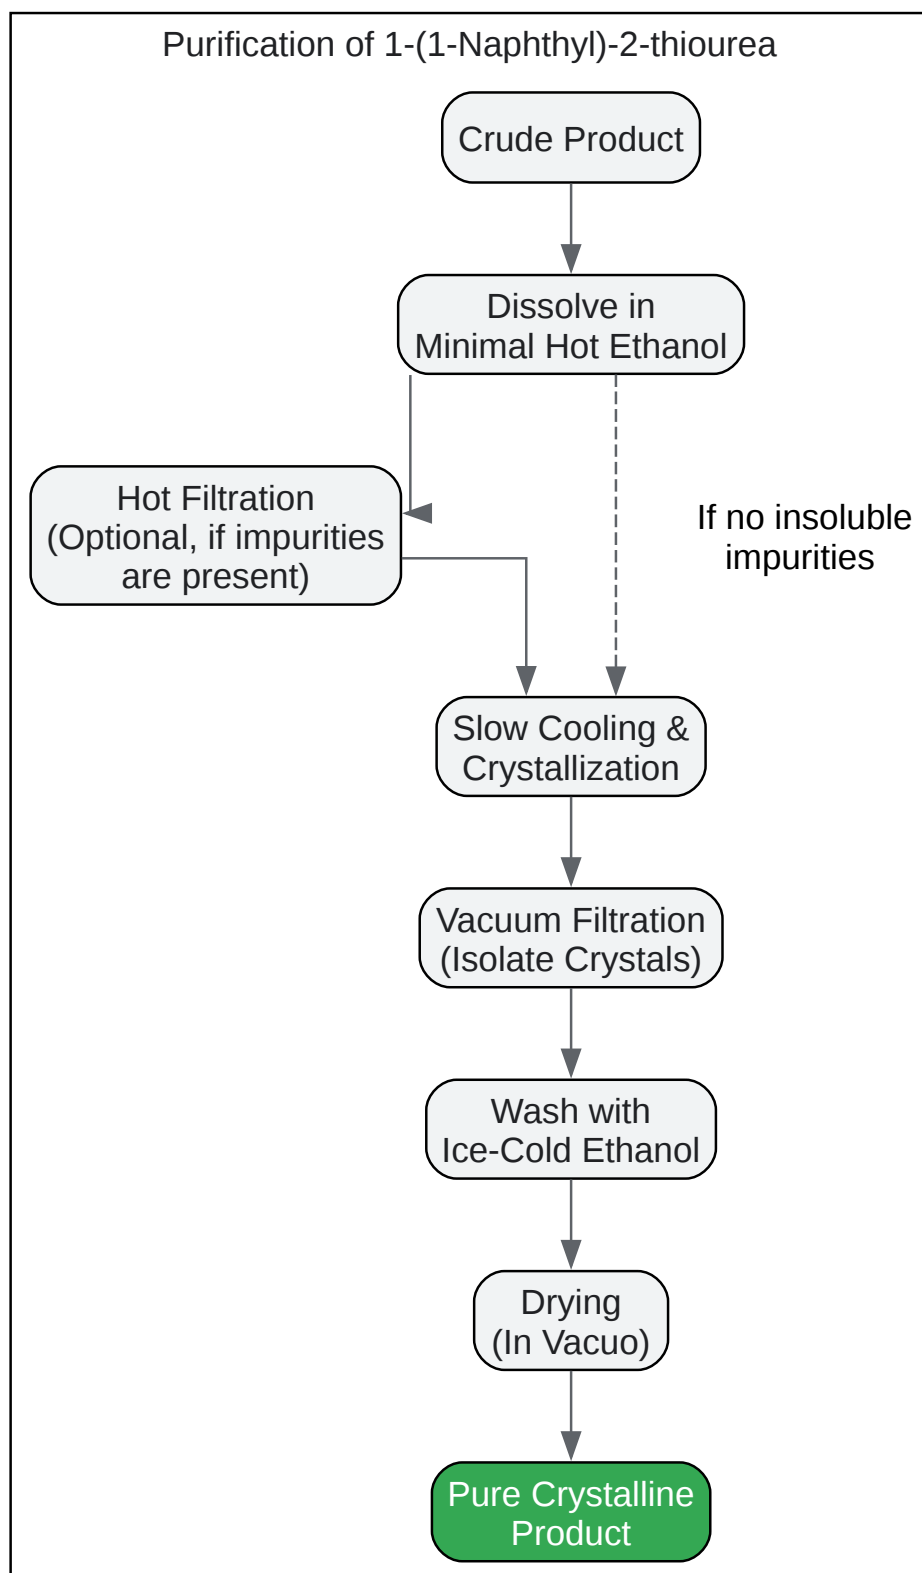 Purification of 1-(1-Naphthyl)-2-thiourea
Crude Product
Dissolve in
Minimal Hot Ethanol
Hot Filtration
(Optional, if impurities
are present)
If no insoluble
impurities
Slow Cooling &
Crystallization
Vacuum Filtration
(Isolate Crystals)
Wash with
Ice-Cold Ethanol
Drying
(In Vacuo)
Pure Crystalline
Product